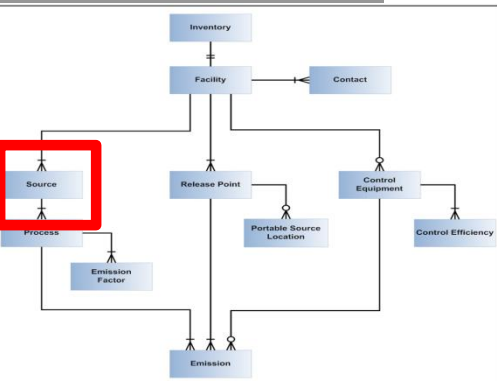 Inventory
Facility
Contact
Source
Release Point
Control
Equipment
Process
Portable Source
Location
Control Efficiency
Emission
Factor
Emission